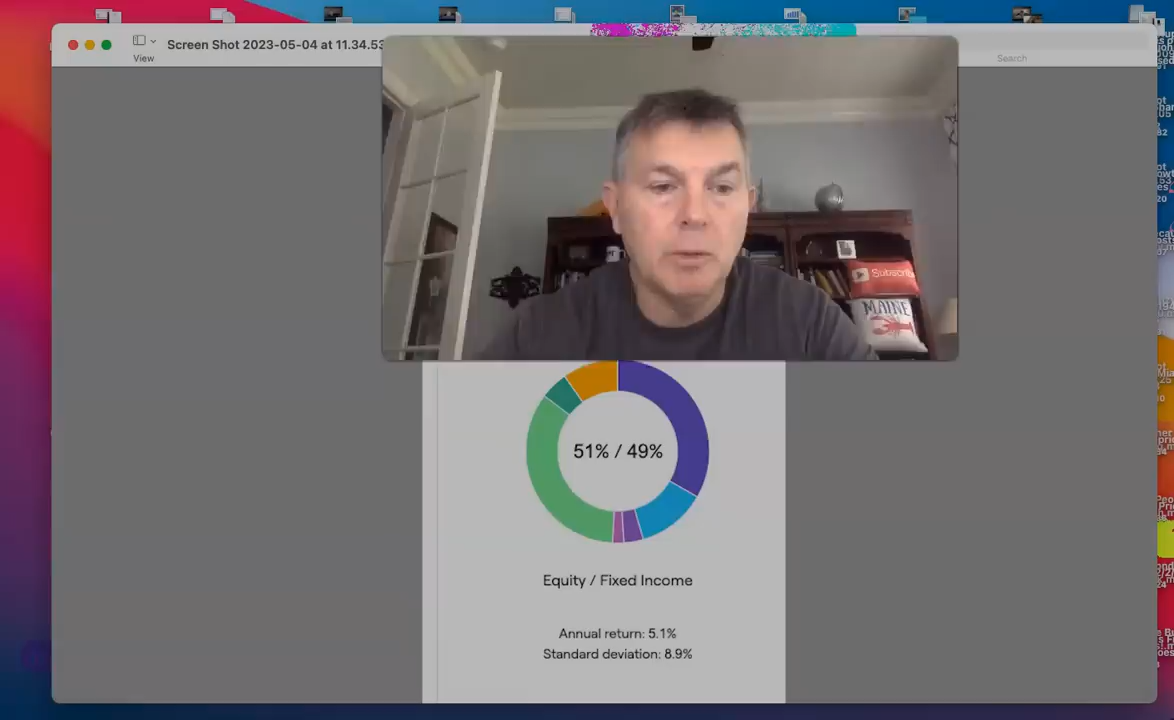 Screen Shot 2023-05-04 at 11.34.53
View
Search
Subscrib
MAINE
51% / 49%
Equity / Fixed Income
Annual return: 5.1%
Standard deviation: 8.9%